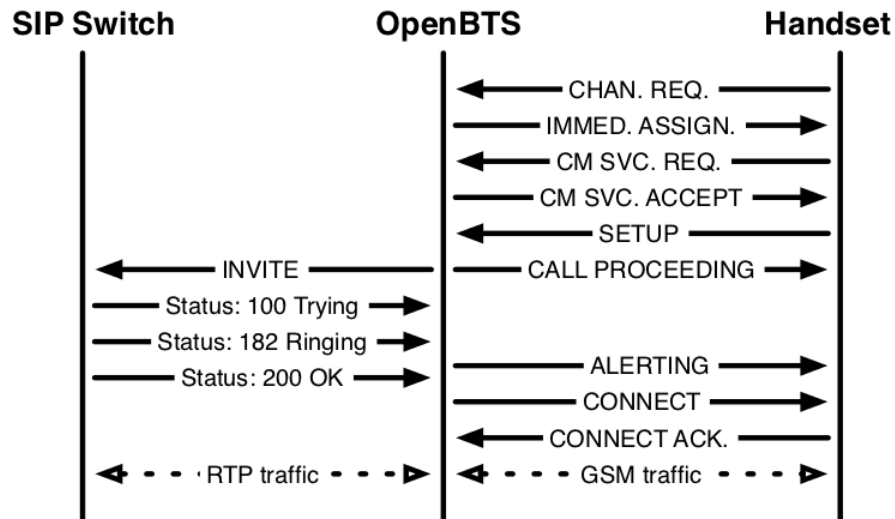 SIP Switch OpenBTS Handset
CHAN. REQ.
IMMED. ASSIGN.
CM SVC. REQ.
CM SVC. ACCEPT
SETUP
INVITE CALL PROCEEDING
Status: 100 Trying
Status: 182 Ringing
ALERTING
Status: 200 OK
CONNECT
CONNECT ACK.
RTP traffic GSM traffic